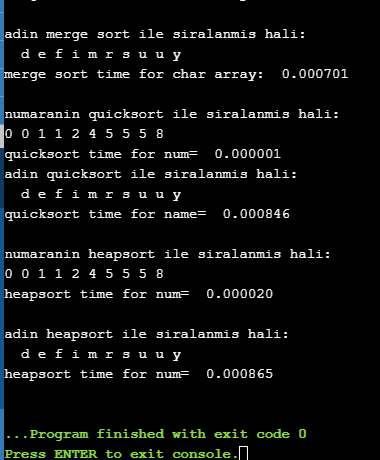 adin merge sort ile siralanmis hali:
  d e f i m r s u u y
merge sort time for char array:  0.000701
numaranin quicksort ile siralanmis hali:
0 0 1 1 2 4 5 5 5 8
quicksort time for num=  0.000001
adin quicksort ile siralanmis hali:
  d e f i m r s u u y
quicksort time for name=  0.000846
numaranin heapsort ile siralanmis hali:
0 0 1 1 2 4 5 5 5 8
heapsort time for num=  0.000020
adin heapsort ile siralanmis hali:
  d e f i m r s u u y
heapsort time for num=  0.000865
...Program finished with exit code 0
Press ENTER to exit console.